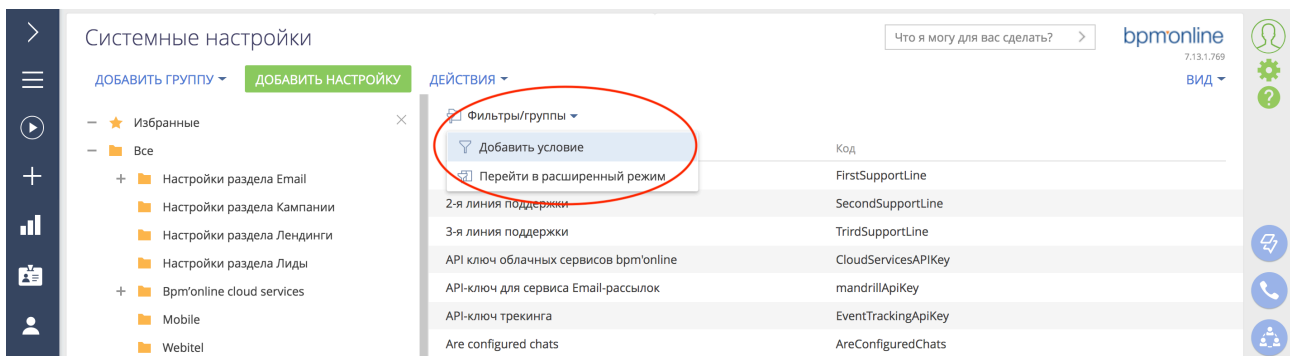 Системные настройки
Что я могу для вас сделать?
bpm'online
7.13.1.769
ДОБАВИТЬ ГРУППУ
ДОБАВИТЬ НАСТРОЙКУ
ДЕЙСТВИЯ
ВИД
Избранные
Фильтры/группы
Все
Добавить условие
Код
Настройки раздела Email
Перейти в расширенный режим
FirstSupportLine
Настройки раздела Кампании
2-я линия поддержки
SecondSupportLine
Настройки раздела Лендинги
3-я линия поддержки
TrirdSupportLine
Настройки раздела Лиды
API ключ облачных сервисов bpm'online
CloudServicesAPIKey
Bpm'online cloud services
API-ключ для сервиса Email-рассылок
mandrillApiKey
Mobile
API-ключ трекинга
EventTrackingApiKey
Webitel
Are configured chats
AreConfiguredChats